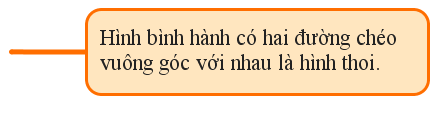 Hình bình hành có hai đường chéo
vuông góc với nhau là hình thoi.